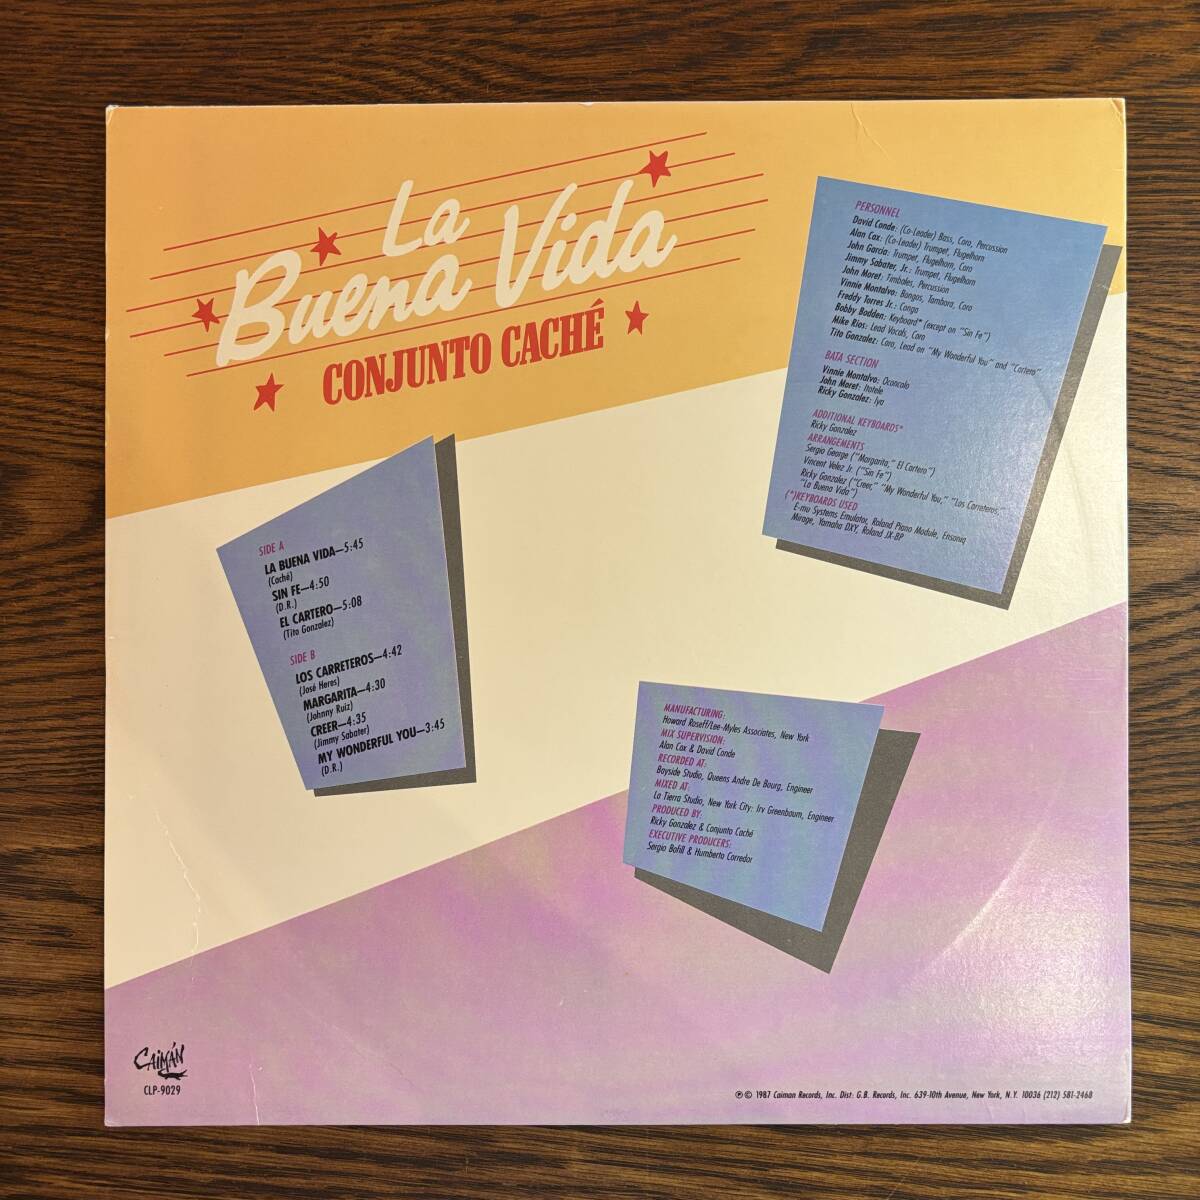 La
Buena Vida
CONJUNTO CACHÉ
PERSONNEL
David Conde: (Co-Leader) Bass, Coro, Percussion
Alan Cox: (Co-Leader) Trumpet, Flugelhorn
John Garcia: Trumpet, Flugelhorn, Coro
Jimmy Sabater, Jr.: Trumpet, Flugelhorn
John Moret: Timbales, Percussion
Vinnie Montalvo: Bongos, Tambora, Coro
Freddy Torres Jr.: Conga
Bobby Bodden: Keyboard* (except on "Sin Fe")
Mike Rios: Lead Vocals, Coro
Tito Gonzalez: Coro, Lead on "My Wonderful You" and "Cartero"
BATA SECTION
Vinnie Montalvo: Oconcalo
John Moret: Itotele
Ricky Gonzalez: Iya
ADDITIONAL KEYBOARDS*
Ricky Gonzalez
ARRANGEMENTS
Sergio George ("Margarita," El Cartero")
Vincent Velez Jr. ("Sin Fe")
Ricky Gonzalez ("Creer," "My Wonderful You," "Los Carreteros,"
"La Buena Vida")
(*)KEYBOARDS USED
E-mu Systems Emulator, Roland Piano Module, Ensoniq
Mirage, Yamaha DXY, Roland JX-BP
SIDE A
LA BUENA VIDA—5:45
(Caché)
SIN FE—4:50
(D.R.)
EL CARTERO—5:08
(Tito Gonzalez)
SIDE B
LOS CARRETEROS—4:42
(José Heres)
MARGARITA—4:30
(Johnny Ruiz)
CREER—4:35
(Jimmy Sabater)
MY WONDERFUL YOU—3:45
(D.R.)
MANUFACTURING:
Howard Roseff/Lee-Myles Associates, New York
MIX SUPERVISION:
Alan Cox & David Conde
RECORDED AT:
Bayside Studio, Queens Andre De Bourg, Engineer
MIXED AT:
La Tierra Studio, New York City: Irv Greenbaum, Engineer
PRODUCED BY:
Ricky Gonzalez & Conjunto Caché
EXECUTIVE PRODUCERS:
Sergio Bofill & Humberto Corredor
CAIMÁN
CLP-9029
℗ © 1987 Caiman Records, Inc. Dist: G.B. Records, Inc. 639-10th Avenue, New York, N.Y. 10036 (212) 581-2468